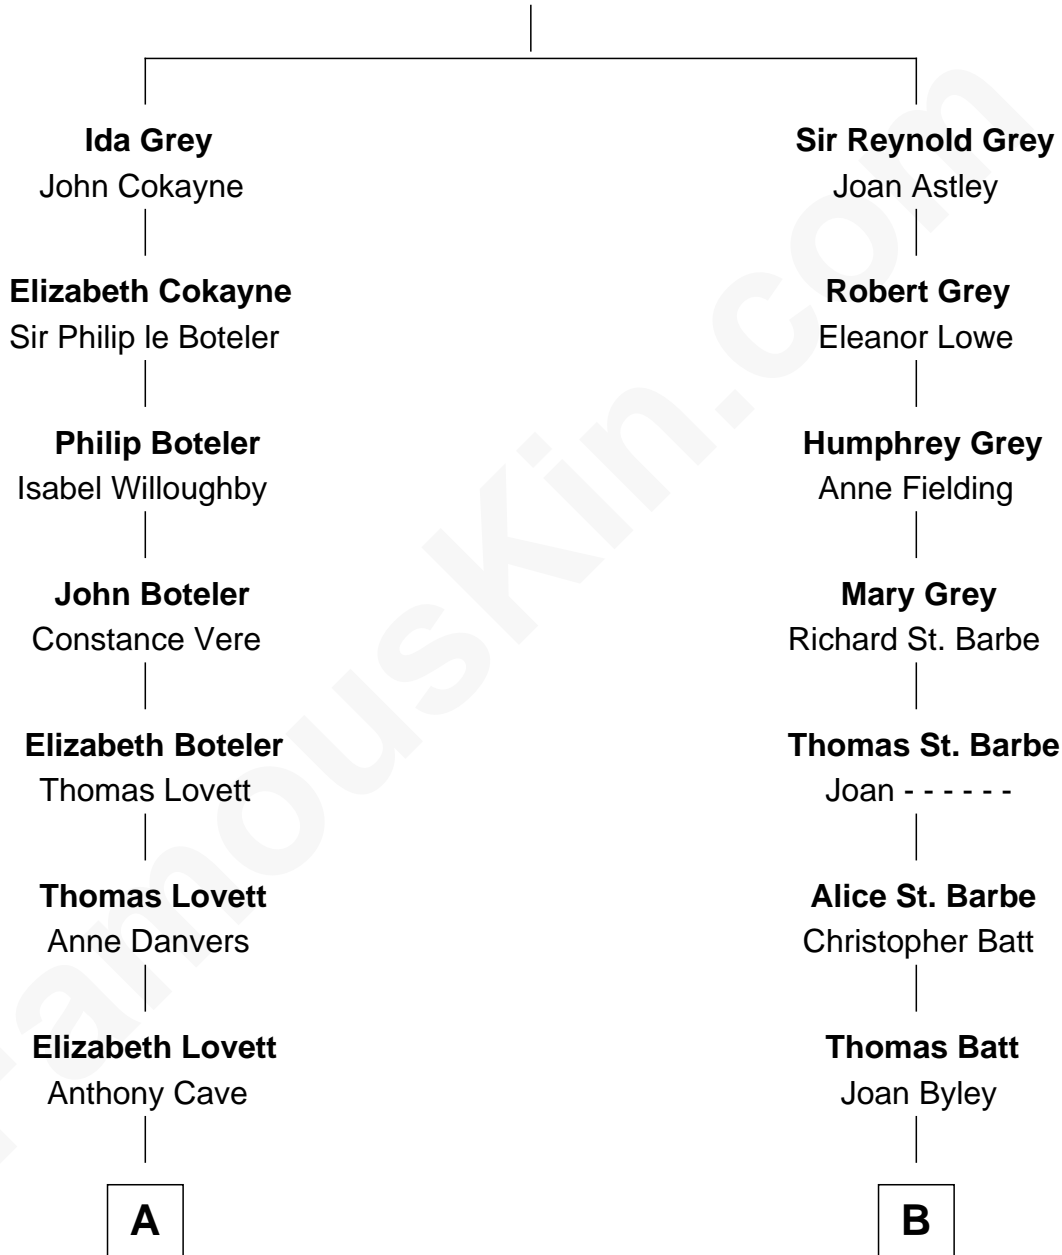 Ida Grey
John Cokayne
Elizabeth Cokayne
Sir Philip le Boteler
Philip Boteler
Isabel Willoughby
John Boteler
Constance Vere
Elizabeth Boteler
Thomas Lovett
Thomas Lovett
Anne Danvers
Elizabeth Lovett
Anthony Cave
A
Sir Reynold Grey
Joan Astley
Robert Grey
Eleanor Lowe
Humphrey Grey
Anne Fielding
Mary Grey
Richard St. Barbe
Thomas St. Barbe
Joan - - - - - -
Alice St. Barbe
Christopher Batt
Thomas Batt
Joan Byley
B
FamousKin.com